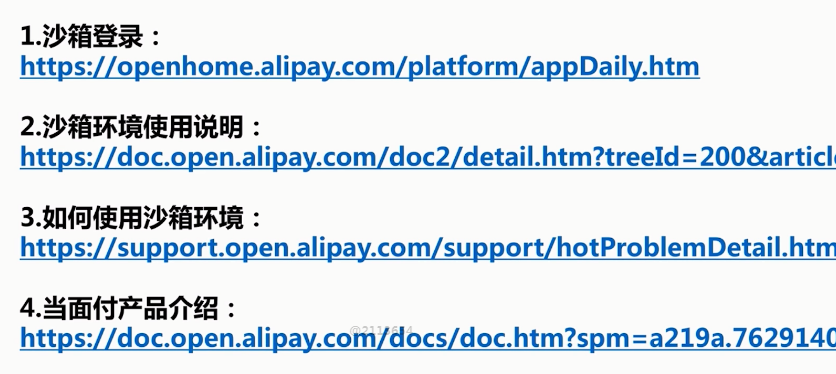 1.沙箱登录：
https://openhome.alipay.com/platform/appDaily.htm
2.沙箱环境使用说明：
https://doc.open.alipay.com/doc2/detail.htm?treeId=200&articl
3.如何使用沙箱环境：
https://support.open.alipay.com/support/hotProblemDetail.htm
4.当面付产品介绍：
https://doc.open.alipay.com/docs/doc.htm?spm=a219a.7629140